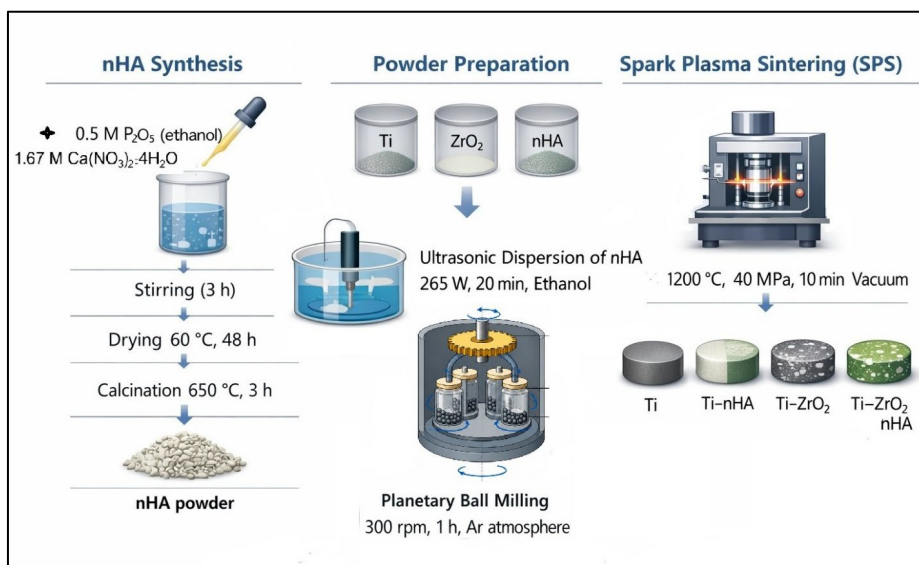 nHA Synthesis
+ 0.5 M P₂O₅ (ethanol)
1.67 M Ca(NO₃)₂:4H₂O
Stirring (3 h)
Drying 60 °C, 48 h
Calcination 650 °C, 3 h
nHA powder
Powder Preparation
Ti
ZrO₂
nHA
Ultrasonic Dispersion of nHA
265 W, 20 min, Ethanol
Planetary Ball Milling
300 rpm, 1 h, Ar atmosphere
Spark Plasma Sintering (SPS)
1200 °C, 40 MPa, 10 min Vacuum
Ti
Ti–nHA
Ti–ZrO₂
Ti–ZrO₂
nHA